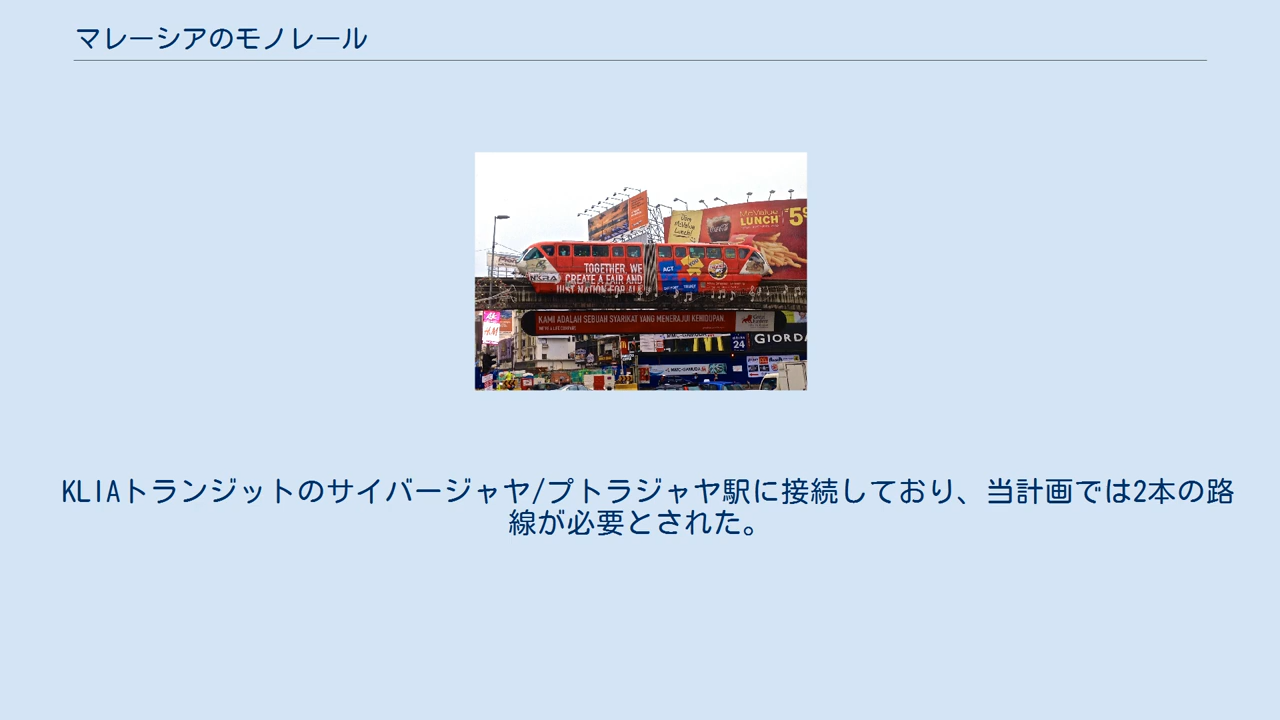 マレーシアのモノレール
McValue
LUNCH
5
TOGETHER, WE
CREATE A FAIR AND
JUST NATION FOR ALL
ACT
TRUST
KAMI ADALAH SEBUAH SYARIKAT YANG MENERAJUI KEHIDUPAN.
H&M
24
GIORDA
KLIAトランジットのサイバージャヤ/プトラジャヤ駅に接続しており、当計画では2本の路
線が必要とされた。